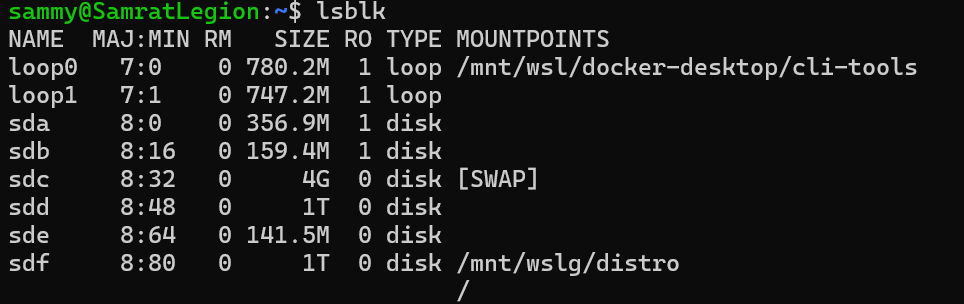 sammy@SamratLegion:~$ lsblk
NAME   MAJ:MIN RM   SIZE RO TYPE MOUNTPOINTS
loop0    7:0    0 780.2M  1 loop /mnt/wsl/docker-desktop/cli-tools
loop1    7:1    0 747.2M  1 loop
sda      8:0    0 356.9M  1 disk
sdb      8:16   0 159.4M  1 disk
sdc      8:32   0     4G  0 disk [SWAP]
sdd      8:48   0     1T  0 disk
sde      8:64   0 141.5M  0 disk
sdf      8:80   0     1T  0 disk /mnt/wslg/distro
                                 /